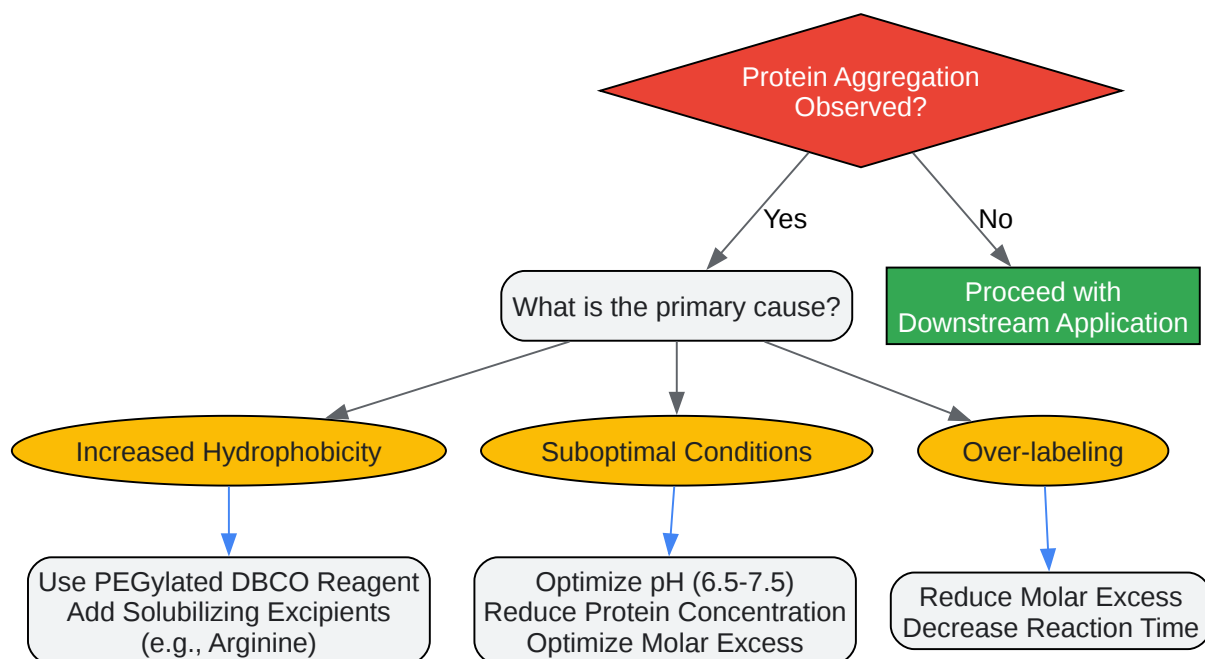 Protein Aggregation
Observed?
Yes
No
What is the primary cause?
Proceed with
Downstream Application
Increased Hydrophobicity
Suboptimal Conditions
Over-labeling
Use PEGylated DBCO Reagent
Add Solubilizing Excipients
(e.g., Arginine)
Optimize pH (6.5-7.5)
Reduce Protein Concentration
Optimize Molar Excess
Reduce Molar Excess
Decrease Reaction Time